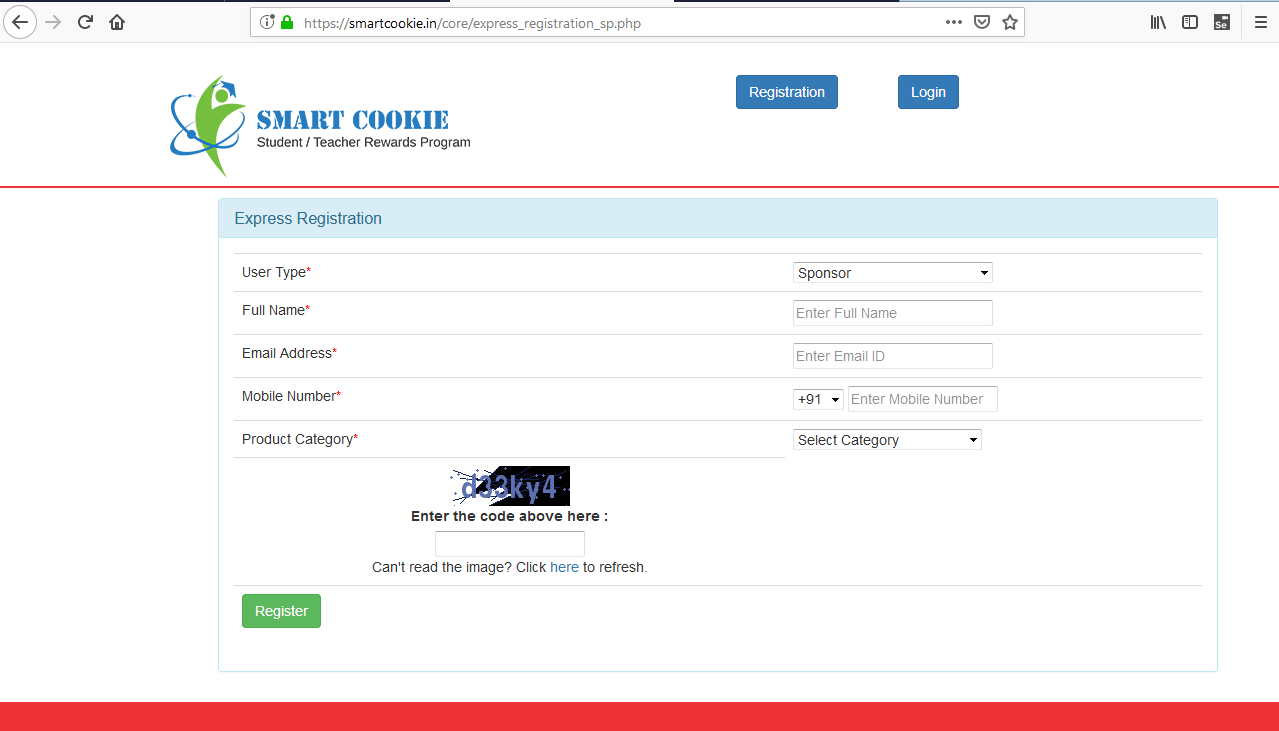 https://smartcookie.in/core/express_registration_sp.php
Se
SMART COOKIE
Student / Teacher Rewards Program
Registration
Login
Express Registration
User Type* Sponsor
Full Name* Enter Full Name
Email Address* Enter Email ID
Mobile Number* +91 Enter Mobile Number
Product Category* Select Category
d33ky4
Enter the code above here :
Can't read the image? Click here to refresh.
Register